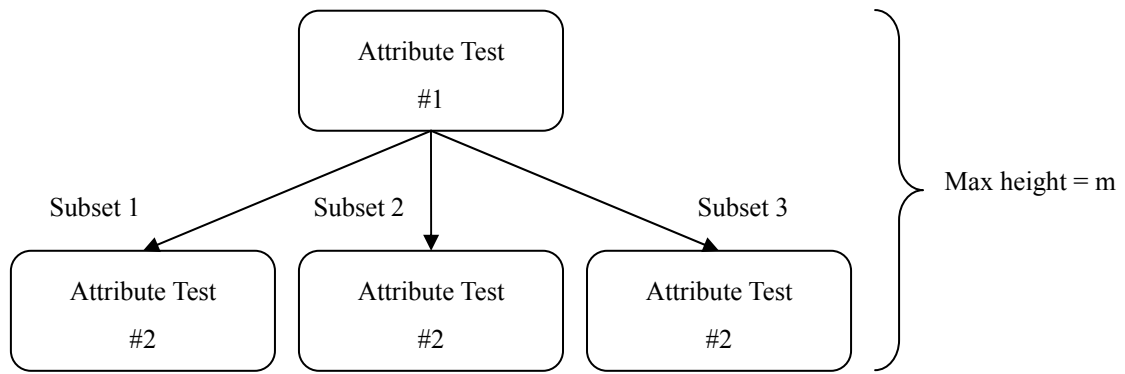 Attribute Test
#1
Max height = m
Subset 1
Subset 2
Subset 3
Attribute Test
#2
Attribute Test
#2
Attribute Test
#2